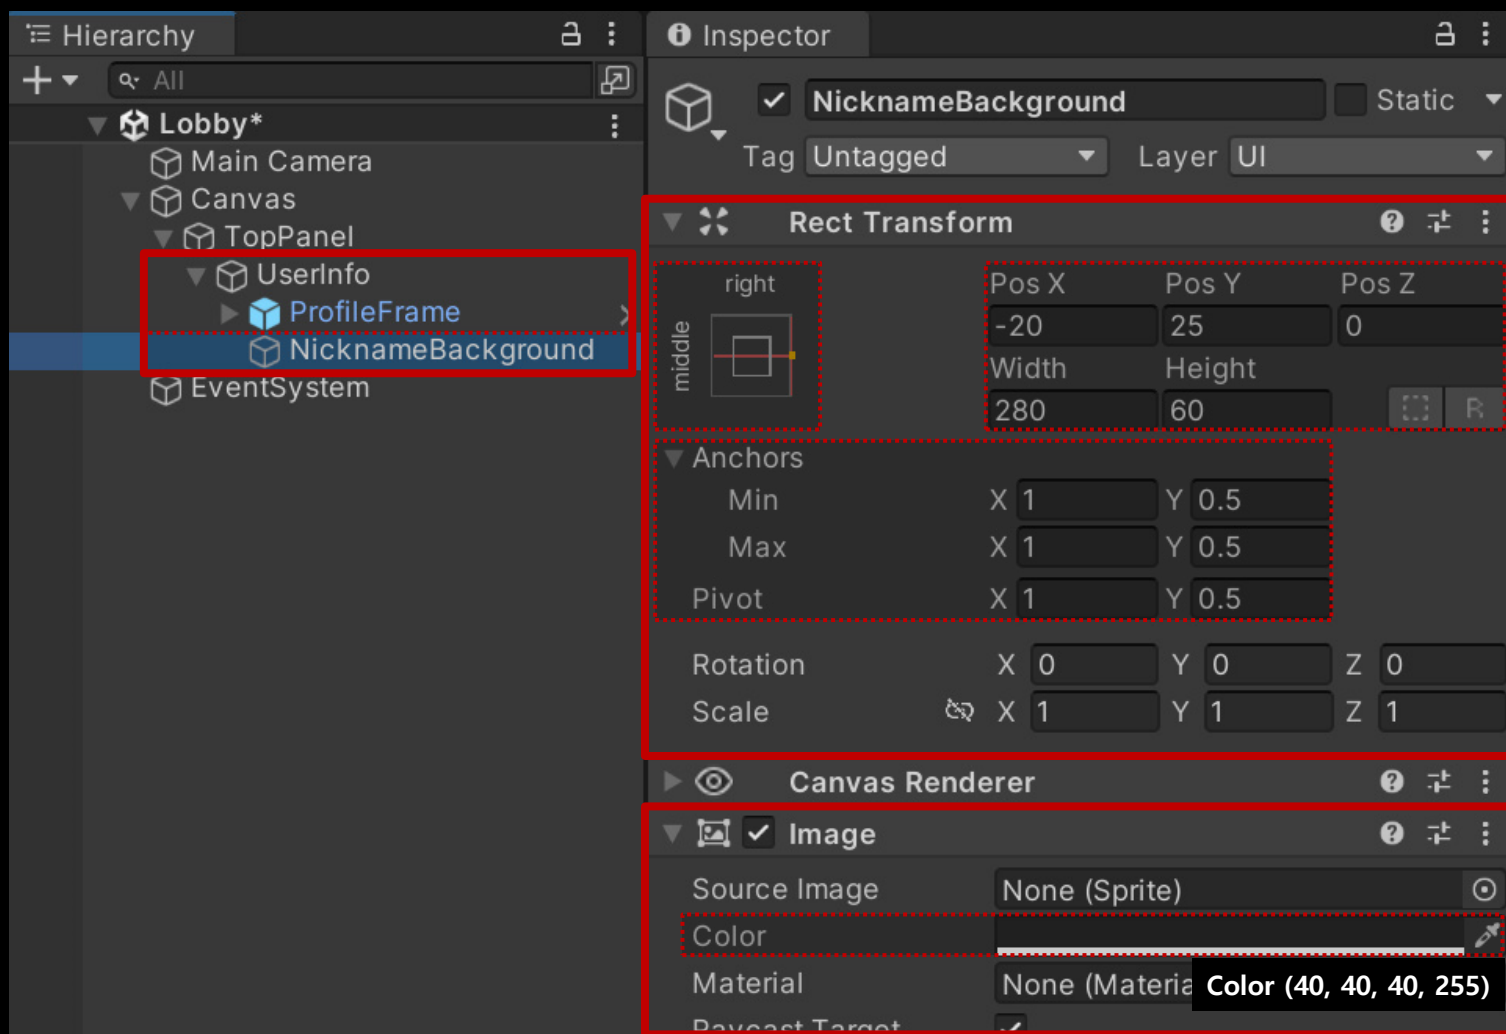 Hierarchy
All
Lobby*
Main Camera
Canvas
TopPanel
UserInfo
ProfileFrame
NicknameBackground
EventSystem
Inspector
NicknameBackground Static
Tag Untagged Layer UI
Rect Transform
right
middle
Pos X Pos Y Pos Z
-20 25 0
Width Height
280 60
R
Anchors
Min X 1 Y 0.5
Max X 1 Y 0.5
Pivot X 1 Y 0.5
Rotation X 0 Y 0 Z 0
Scale X 1 Y 1 Z 1
Canvas Renderer
Image
Source Image None (Sprite)
Color
Material None (Materia
Color (40, 40, 40, 255)
Raycast Target